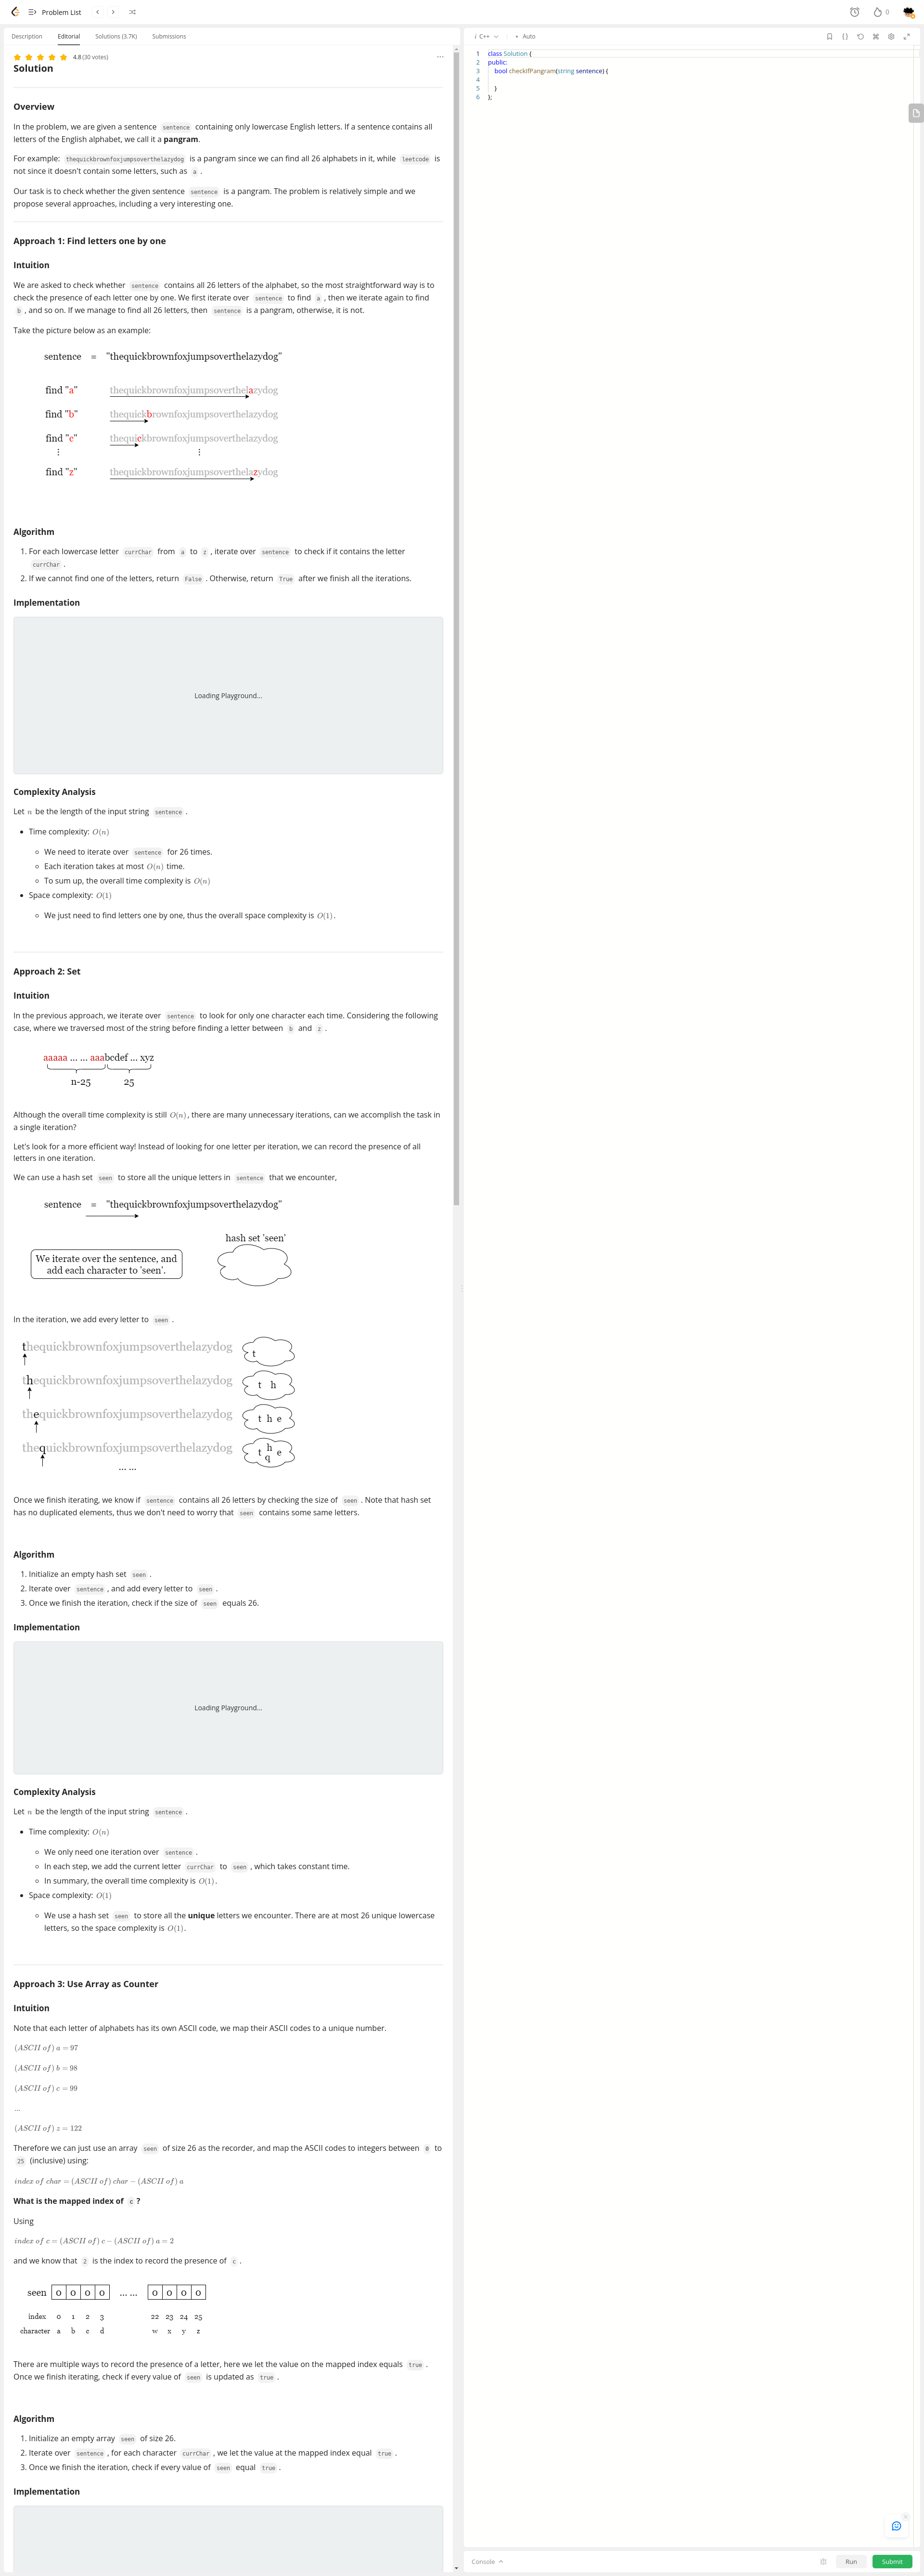 Problem List
0
Description Editorial Solutions (3.7K) Submissions
4.8 (30 votes)
Solution
Overview
In the problem, we are given a sentence sentence containing only lowercase English letters. If a sentence contains all
letters of the English alphabet, we call it a pangram.
For example: thequickbrownfoxjumpsoverthelazydog is a pangram since we can find all 26 alphabets in it, while leetcode is
not since it doesn't contain some letters, such as a .
Our task is to check whether the given sentence sentence is a pangram. The problem is relatively simple and we
propose several approaches, including a very interesting one.
Approach 1: Find letters one by one
Intuition
We are asked to check whether sentence contains all 26 letters of the alphabet, so the most straightforward way is to
check the presence of each letter one by one. We first iterate over sentence to find a , then we iterate again to find
b , and so on. If we manage to find all 26 letters, then sentence is a pangram, otherwise, it is not.
Take the picture below as an example:
sentence = "thequickbrownfoxjumpsoverthelazydog"
find "a" thequickbrownfoxjumpsoverthelazydog
find "b" thequickbrownfoxjumpsoverthelazydog
find "c" thequickbrownfoxjumpsoverthelazydog
⋮ ⋮
find "z" thequickbrownfoxjumpsoverthelazydog
Algorithm
1. For each lowercase letter currChar from a to z , iterate over sentence to check if it contains the letter
currChar .
2. If we cannot find one of the letters, return False . Otherwise, return True after we finish all the iterations.
Implementation
Loading Playground...
Complexity Analysis
Let n be the length of the input string sentence .
• Time complexity: O(n)
○ We need to iterate over sentence for 26 times.
○ Each iteration takes at most O(n) time.
○ To sum up, the overall time complexity is O(n)
• Space complexity: O(1)
○ We just need to find letters one by one, thus the overall space complexity is O(1).
Approach 2: Set
Intuition
In the previous approach, we iterate over sentence to look for only one character each time. Considering the following
case, where we traversed most of the string before finding a letter between b and z .
aaaaa ... ... aaabcdef ... xyz
n-25 25
Although the overall time complexity is still O(n), there are many unnecessary iterations, can we accomplish the task in
a single iteration?
Let's look for a more efficient way! Instead of looking for one letter per iteration, we can record the presence of all
letters in one iteration.
We can use a hash set seen to store all the unique letters in sentence that we encounter,
sentence = "thequickbrownfoxjumpsoverthelazydog"
hash set 'seen'
We iterate over the sentence, and
add each character to 'seen'.
In the iteration, we add every letter to seen .
thequickbrownfoxjumpsoverthelazydog t
thequickbrownfoxjumpsoverthelazydog t h
thequickbrownfoxjumpsoverthelazydog t h e
thequickbrownfoxjumpsoverthelazydog t h q e
... ...
Once we finish iterating, we know if sentence contains all 26 letters by checking the size of seen . Note that hash set
has no duplicated elements, thus we don't need to worry that seen contains some same letters.
Algorithm
1. Initialize an empty hash set seen .
2. Iterate over sentence , and add every letter to seen .
3. Once we finish the iteration, check if the size of seen equals 26.
Implementation
Loading Playground...
Complexity Analysis
Let n be the length of the input string sentence .
• Time complexity: O(n)
○ We only need one iteration over sentence .
○ In each step, we add the current letter currChar to seen , which takes constant time.
○ In summary, the overall time complexity is O(1).
• Space complexity: O(1)
○ We use a hash set seen to store all the unique letters we encounter. There are at most 26 unique lowercase
letters, so the space complexity is O(1).
Approach 3: Use Array as Counter
Intuition
Note that each letter of alphabets has its own ASCII code, we map their ASCII codes to a unique number.
(ASCII of) a = 97
(ASCII of) b = 98
(ASCII of) c = 99
...
(ASCII of) z = 122
Therefore we can just use an array seen of size 26 as the recorder, and map the ASCII codes to integers between 0 to
25 (inclusive) using:
index of char = (ASCII of) char − (ASCII of) a
What is the mapped index of c ?
Using
index of c = (ASCII of) c − (ASCII of) a = 2
and we know that 2 is the index to record the presence of c .
seen 0 0 0 0 ... ... 0 0 0 0
index 0 1 2 3 22 23 24 25
character a b c d w x y z
There are multiple ways to record the presence of a letter, here we let the value on the mapped index equals true .
Once we finish iterating, check if every value of seen is updated as true .
Algorithm
1. Initialize an empty array seen of size 26.
2. Iterate over sentence , for each character currChar , we let the value at the mapped index equal true .
3. Once we finish the iteration, check if every value of seen equal true .
Implementation
i C++ • Auto
1 class Solution {
2 public:
3 bool checkIfPangram(string sentence) {
4
5 }
6 };
Console Run Submit